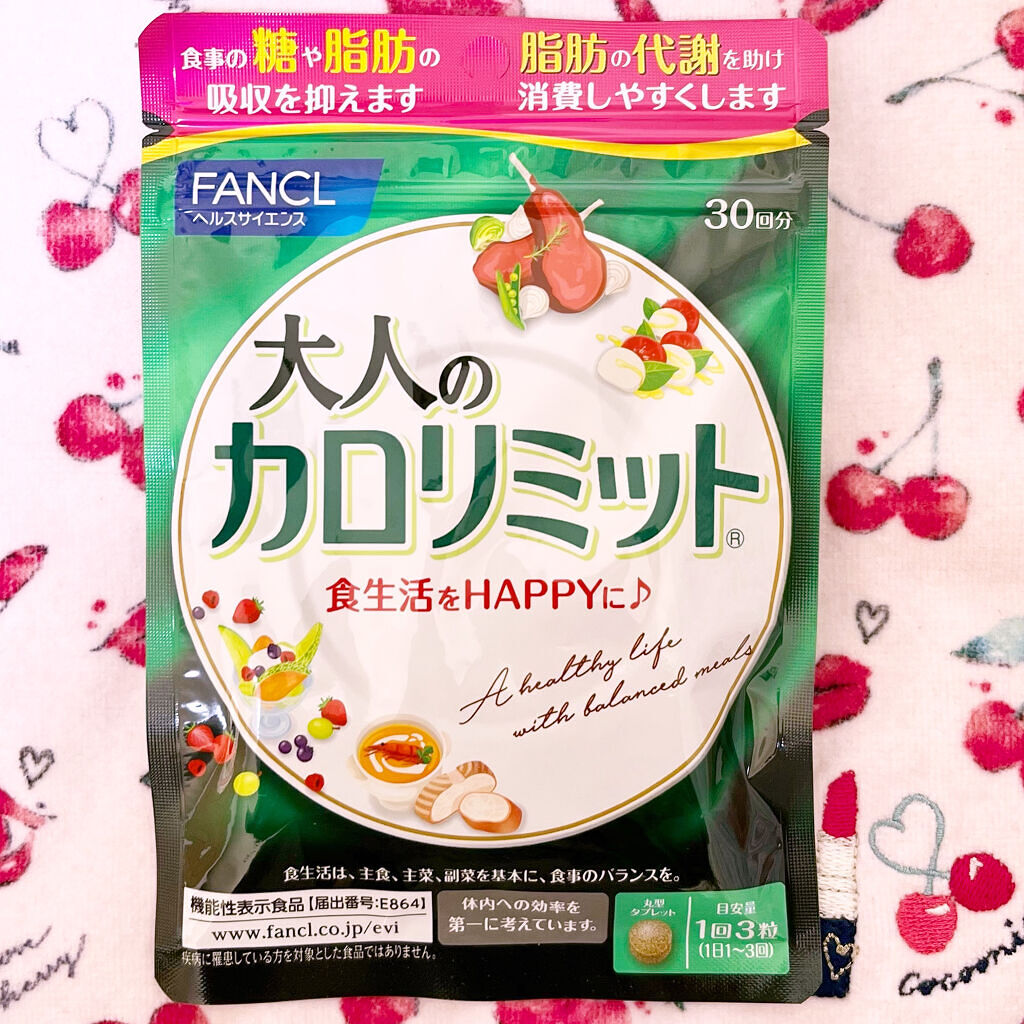 食事の糖や脂肪の
吸収を抑えます
脂肪の代謝を助け
消費しやすくします
FANCL
ヘルスサイエンス
30回分
大人の
カロリミット®
食生活をHAPPYに♪
A healthy life
with balanced meals
食生活は、主食、主菜、副菜を基本に、食事のバランスを。
機能性表示食品【届出番号:E864】
www.fancl.co.jp/evi
疾病に罹患している方を対象とした食品ではありません。
体内への効率を
第一に考えています。
丸型
タブレット
目安量
1回3粒
(1日1~3回)
herry